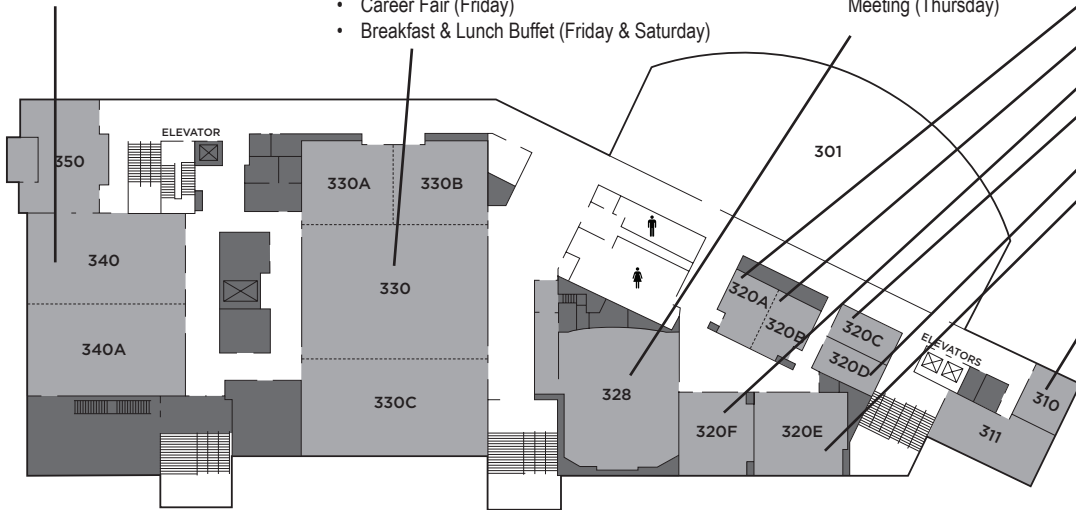 • Career Fair (Friday)
• Breakfast & Lunch Buffet (Friday & Saturday)
Meeting (Thursday)
ELEVATOR
350
301
330A
330B
340
330
320A
320B
320C
320D
ELEVATORS
340A
328
330C
320F
320E
310
311